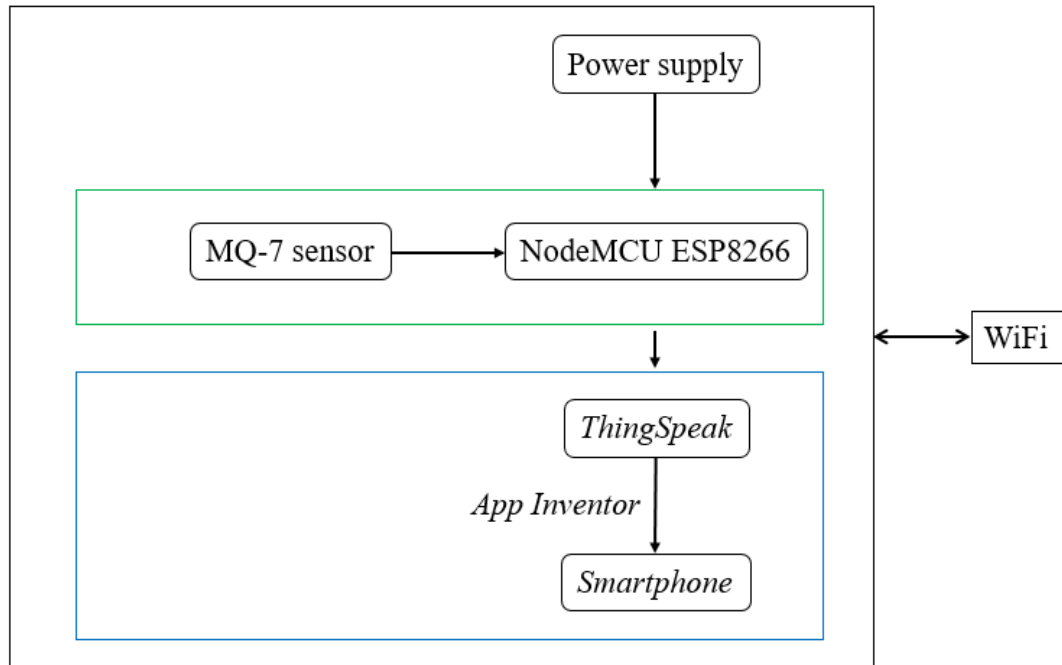 Power supply
MQ-7 sensor
NodeMCU ESP8266
WiFi
ThingSpeak
App Inventor
Smartphone